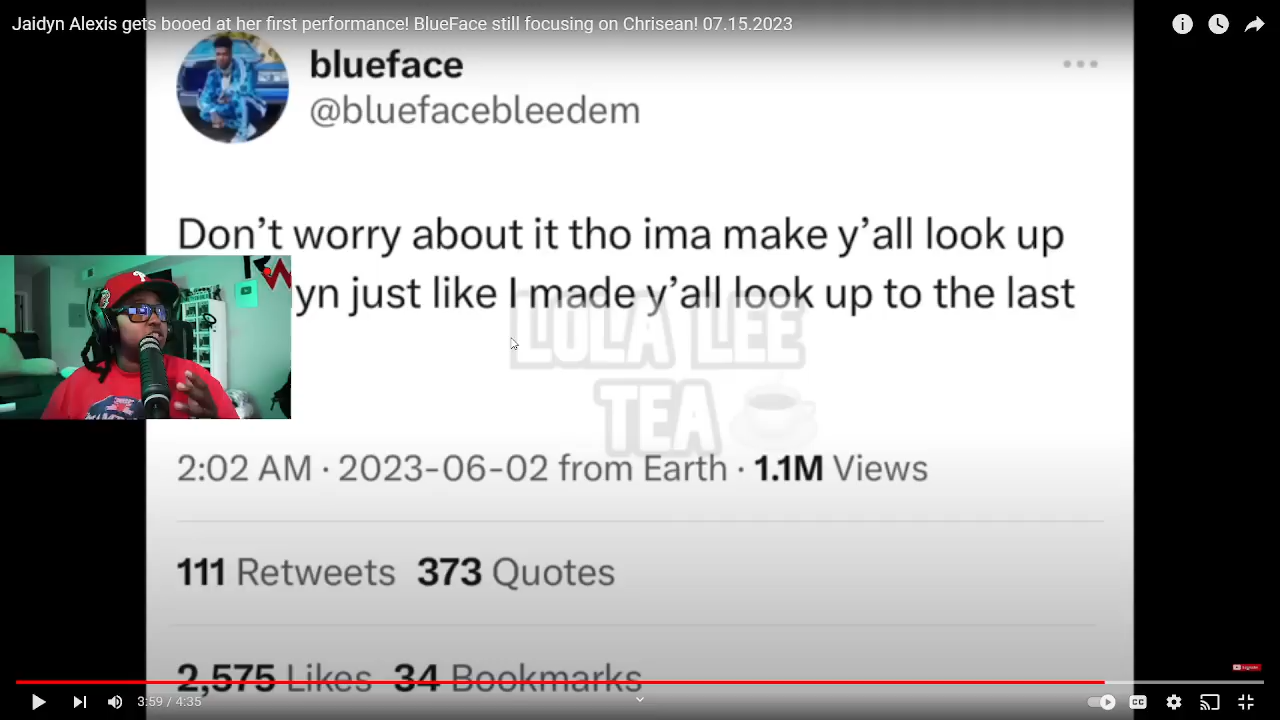 Jaidyn Alexis gets booed at her first performance! BlueFace still focusing on Chrisean! 07.15.2023
blueface
@bluefacebleedem
Don’t worry about it tho ima make y’all look up
yn just like I made y’all look up to the last
LOLA LEE
TEA
2:02 AM · 2023-06-02 from Earth · 1.1M Views
111 Retweets 373 Quotes
2,575 Likes 34 Bookmarks
3:59 / 4:35
CC